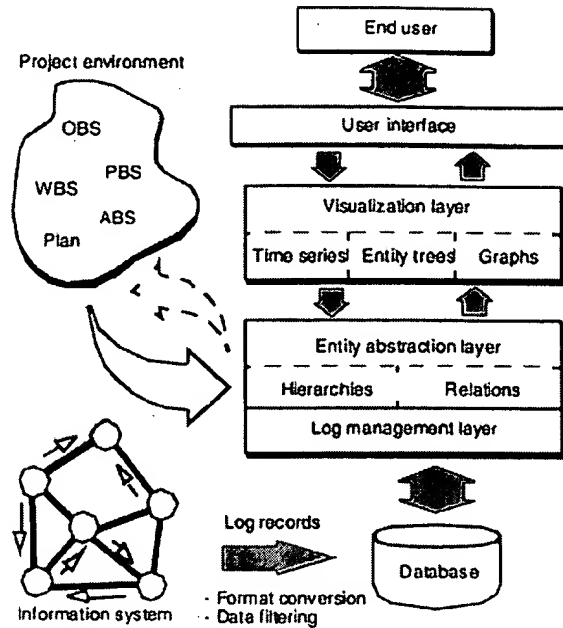 End user
Project environment
User interface
OBS
PBS
WBS
ABS
Plan
Visualization layer
Time series
Entity trees
Graphs
Entity abstraction layer
Hierarchies
Relations
Log management layer
Log records
- Format conversion
- Data filtering
Database
Information system